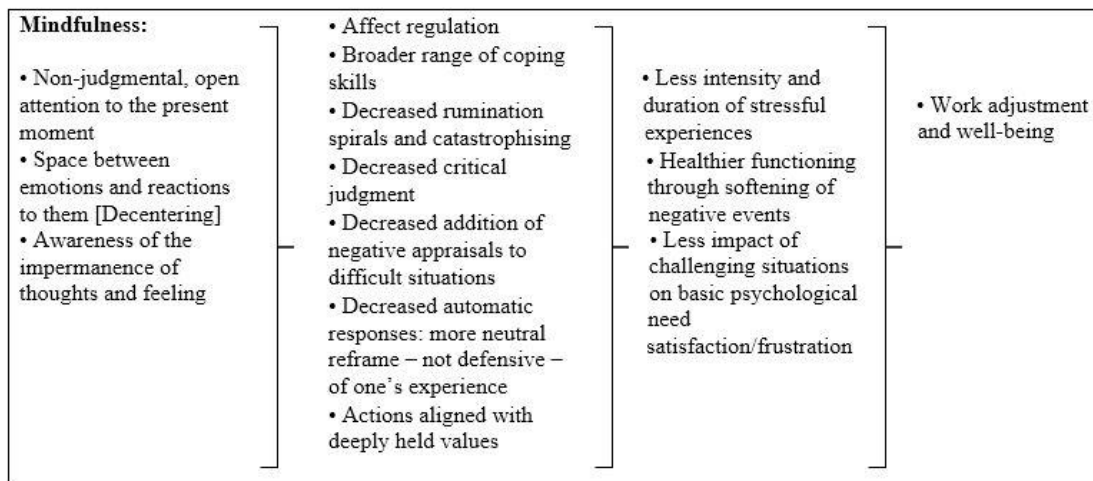 Mindfulness:
• Non-judgmental, open
attention to the present
moment
• Space between
emotions and reactions
to them [Decentering]
• Awareness of the
impermanence of
thoughts and feeling
• Affect regulation
• Broader range of coping
skills
• Decreased rumination
spirals and catastrophising
• Decreased critical
judgment
• Decreased addition of
negative appraisals to
difficult situations
• Decreased automatic
responses: more neutral
reframe – not defensive –
of one’s experience
• Actions aligned with
deeply held values
• Less intensity and
duration of stressful
experiences
• Healthier functioning
through softening of
negative events
• Less impact of
challenging situations
on basic psychological
need
satisfaction/frustration
• Work adjustment
and well-being